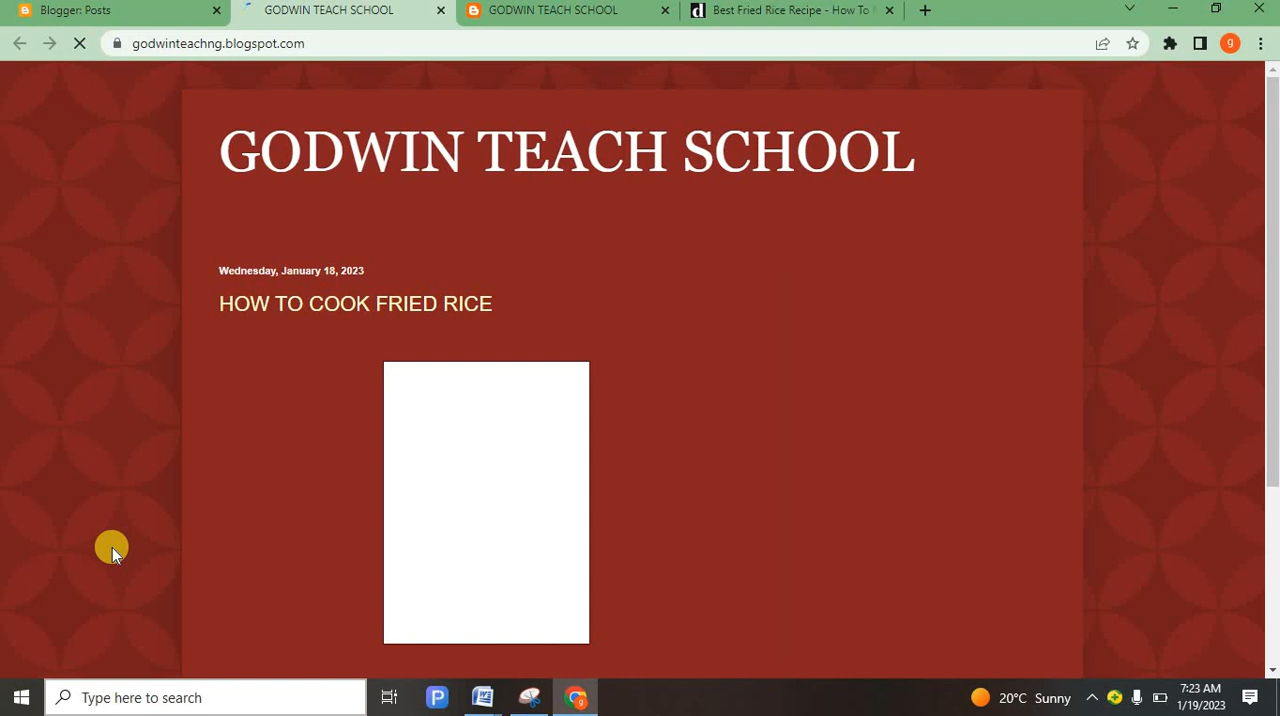 Blogger: Posts
GODWIN TEACH SCHOOL
GODWIN TEACH SCHOOL
Best Fried Rice Recipe - How To
godwinteachng.blogspot.com
g
GODWIN TEACH SCHOOL
Wednesday, January 18, 2023
HOW TO COOK FRIED RICE
Type here to search
20°C Sunny
7:23 AM
1/19/2023